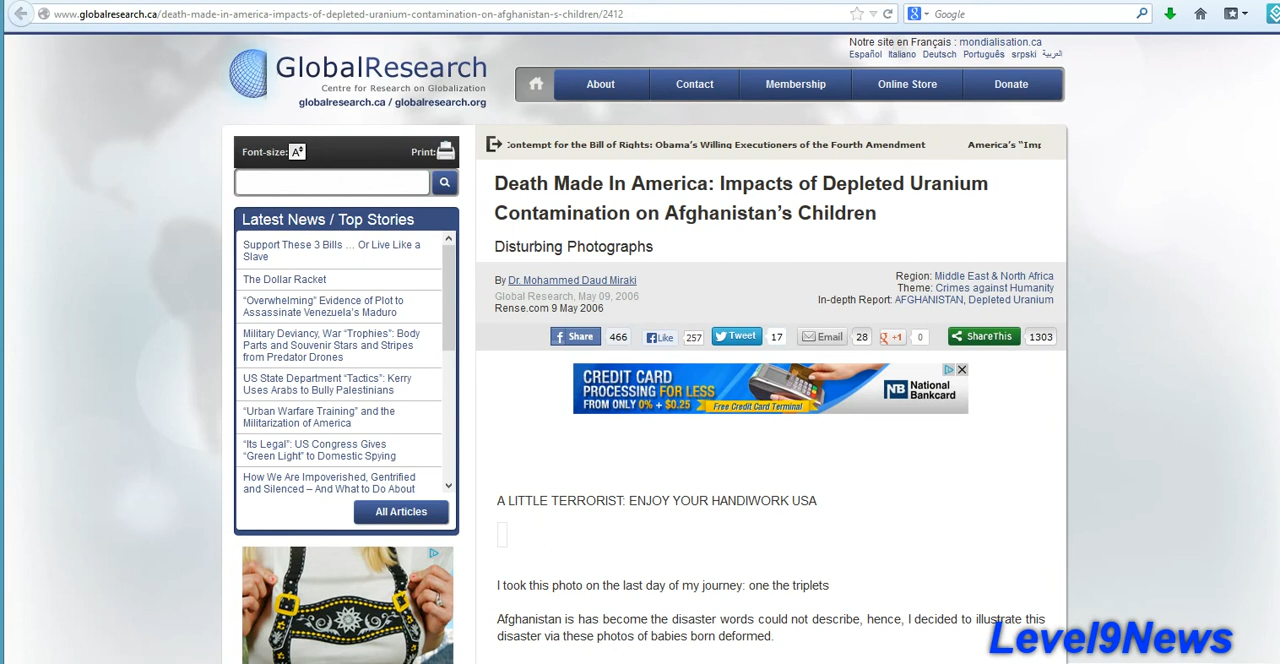 www.globalresearch.ca/death-made-in-america-impacts-of-depleted-uranium-contamination-on-afghanistan-s-children/2412
Google
Notre site en Français : mondialisation.ca
Español Italiano Deutsch Português srpski العربية
GlobalResearch
Centre for Research on Globalization
globalresearch.ca / globalresearch.org
About Contact Membership Online Store Donate
Font-size: A Print:
Contempt for the Bill of Rights: Obama's Willing Executioners of the Fourth Amendment America's "Imp
Latest News / Top Stories
Support These 3 Bills … Or Live Like a
Slave
The Dollar Racket
"Overwhelming" Evidence of Plot to
Assassinate Venezuela's Maduro
Military Deviancy, War "Trophies": Body
Parts and Souvenir Stars and Stripes
from Predator Drones
US State Department "Tactics": Kerry
Uses Arabs to Bully Palestinians
"Urban Warfare Training" and the
Militarization of America
"Its Legal": US Congress Gives
"Green Light" to Domestic Spying
How We Are Impoverished, Gentrified
and Silenced – And What to Do About
All Articles
Death Made In America: Impacts of Depleted Uranium
Contamination on Afghanistan's Children
Disturbing Photographs
By Dr. Mohammed Daud Miraki
Global Research, May 09, 2006
Rense.com 9 May 2006
Region: Middle East & North Africa
Theme: Crimes against Humanity
In-depth Report: AFGHANISTAN, Depleted Uranium
f Share 466 Like 257 Tweet 17 Email 28 g +1 0 ShareThis 1303
CREDIT CARD
PROCESSING FOR LESS
FROM ONLY 0% + $0.25
Free Credit Card Terminal
NB National
Bankcard
A LITTLE TERRORIST: ENJOY YOUR HANDIWORK USA
I took this photo on the last day of my journey: one the triplets
Afghanistan is has become the disaster words could not describe, hence, I decided to illustrate this
disaster via these photos of babies born deformed.
Level9News